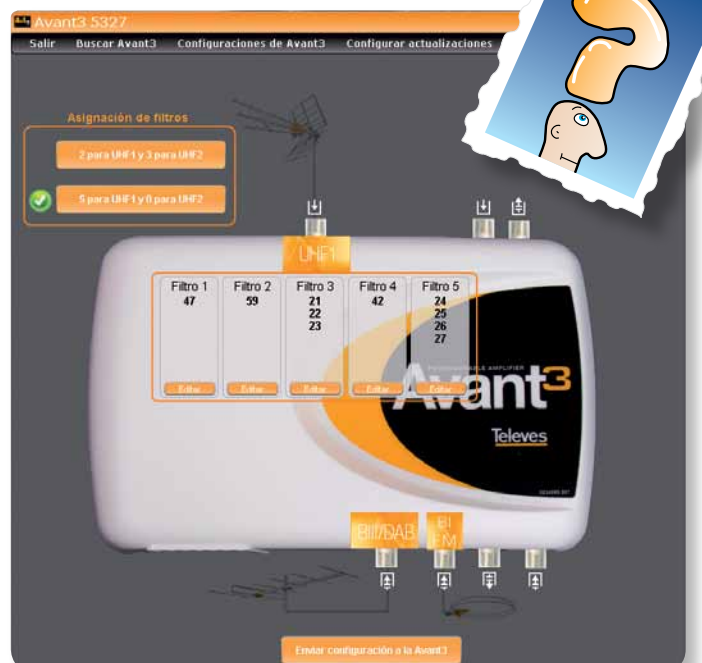 Avant3 5327
Salir Buscar Avant3 Configuraciones de Avant3 Configurar actualizaciones
Asignación de filtros
2 para UHF1 y 3 para UHF2
5 para UHF1 y 0 para UHF2
UHF1
Filtro 1 Filtro 2 Filtro 3 Filtro 4 Filtro 5
47 59 21 42 24
22 25
23 26
27
Editar Editar Editar Editar Editar
PROGRAMMABLE AMPLIFIER
Avant3
Televes
BIII/DAB
BI
FM
Enviar configuración a la Avant3